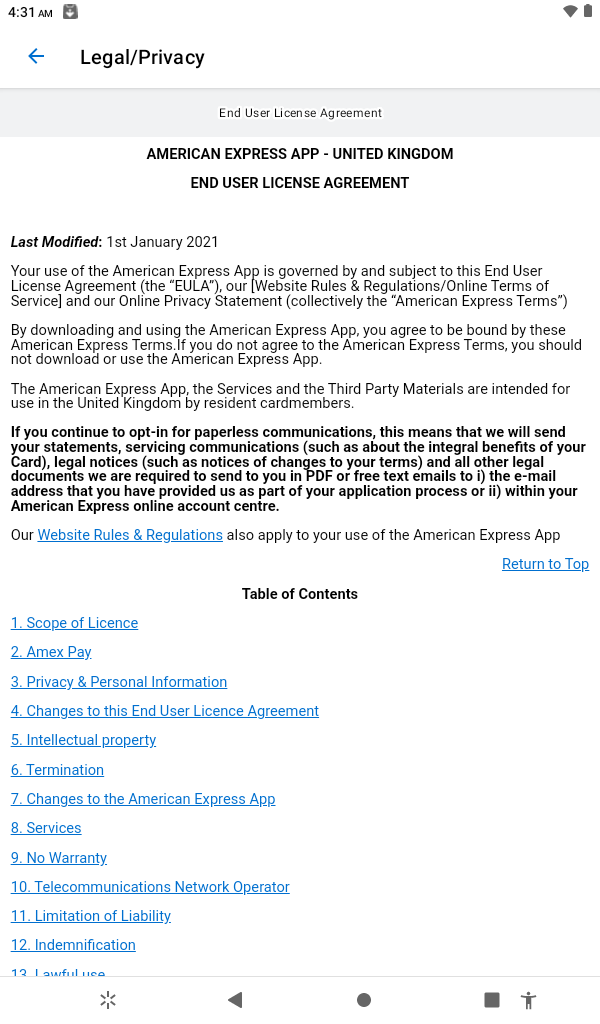 4:31 AM
Legal/Privacy
End User License Agreement
AMERICAN EXPRESS APP - UNITED KINGDOM
END USER LICENSE AGREEMENT
Last Modified: 1st January 2021
Your use of the American Express App is governed by and subject to this End User
License Agreement (the “EULA”), our [Website Rules & Regulations/Online Terms of
Service] and our Online Privacy Statement (collectively the “American Express Terms”)
By downloading and using the American Express App, you agree to be bound by these
American Express Terms.If you do not agree to the American Express Terms, you should
not download or use the American Express App.
The American Express App, the Services and the Third Party Materials are intended for
use in the United Kingdom by resident cardmembers.
If you continue to opt-in for paperless communications, this means that we will send
your statements, servicing communications (such as about the integral benefits of your
Card), legal notices (such as notices of changes to your terms) and all other legal
documents we are required to send to you in PDF or free text emails to i) the e-mail
address that you have provided us as part of your application process or ii) within your
American Express online account centre.
Our Website Rules & Regulations also apply to your use of the American Express App
Return to Top
Table of Contents
1. Scope of Licence
2. Amex Pay
3. Privacy & Personal Information
4. Changes to this End User Licence Agreement
5. Intellectual property
6. Termination
7. Changes to the American Express App
8. Services
9. No Warranty
10. Telecommunications Network Operator
11. Limitation of Liability
12. Indemnification
13. Lawful use